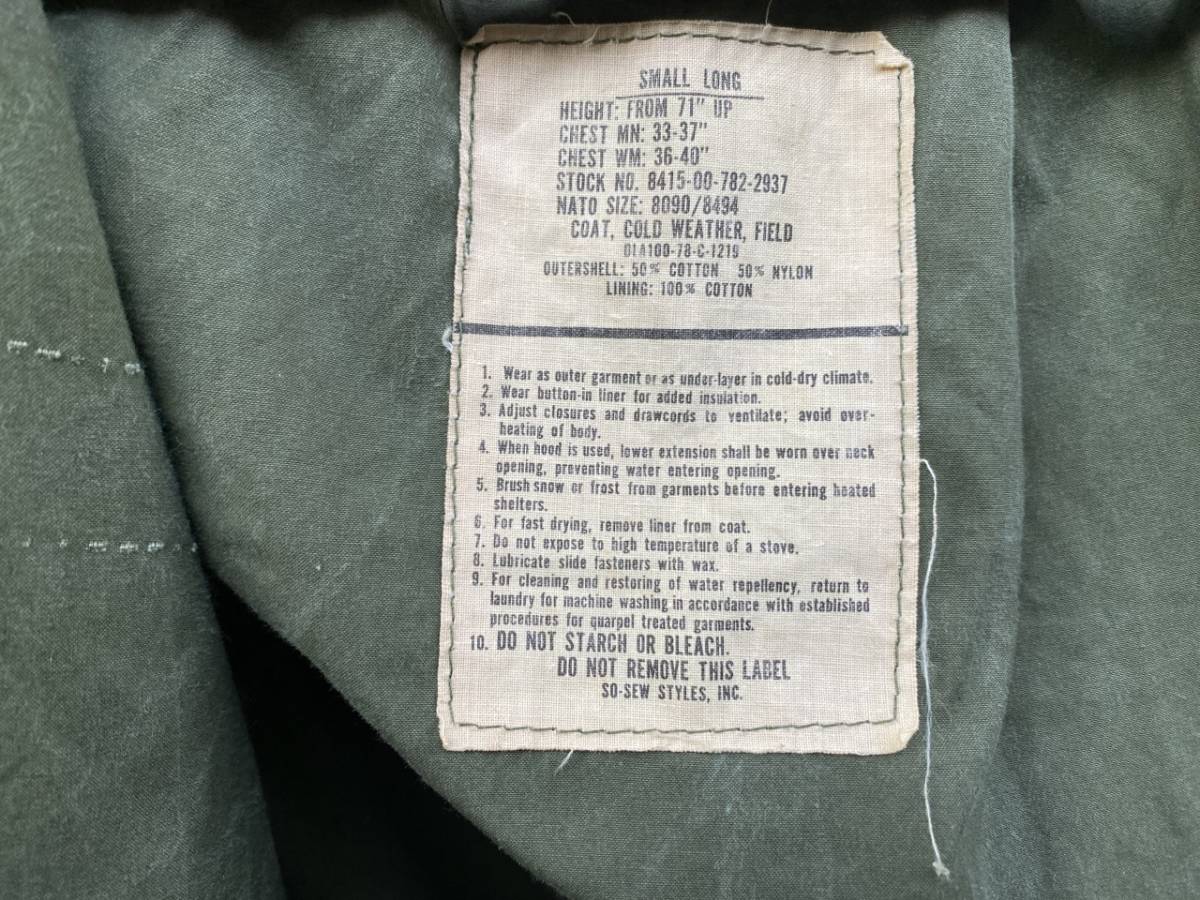 SMALL LONG
HEIGHT: FROM 71" UP
CHEST MN: 33-37"
CHEST WM: 36-40"
STOCK NO. 8415-00-782-2937
NATO SIZE: 8090/8494
COAT, COLD WEATHER, FIELD
DLA100-78-C-1219
OUTERSHELL: 50% COTTON 50% NYLON
LINING: 100% COTTON
1. Wear as outer garment or as under-layer in cold-dry climate.
2. Wear button-in liner for added insulation.
3. Adjust closures and drawcords to ventilate; avoid over-
heating of body.
4. When hood is used, lower extension shall be worn over neck
opening, preventing water entering opening.
5. Brush snow or frost from garments before entering heated
shelters.
6. For fast drying, remove liner from coat.
7. Do not expose to high temperature of a stove.
8. Lubricate slide fasteners with wax.
9. For cleaning and restoring of water repellency, return to
laundry for machine washing in accordance with established
procedures for quarpel treated garments.
10. DO NOT STARCH OR BLEACH.
DO NOT REMOVE THIS LABEL
SO-SEW STYLES, INC.